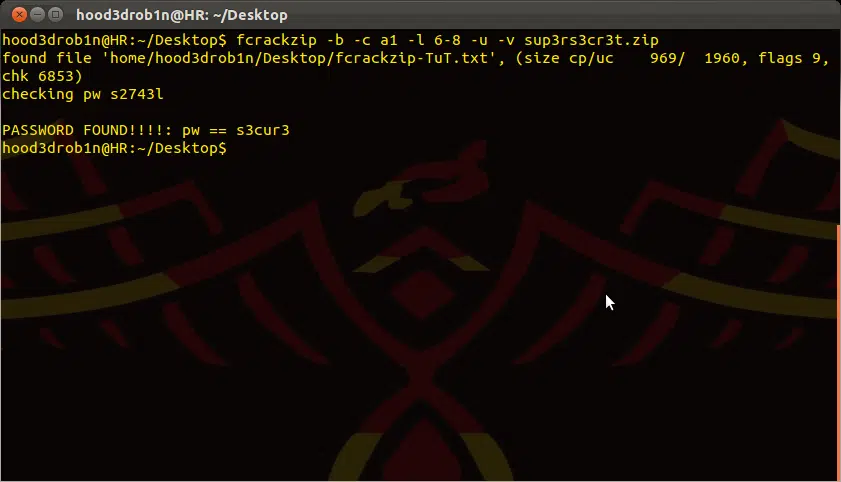 hood3drob1n@HR: ~/Desktop
hood3drob1n@HR:~/Desktop$ fcrackzip -b -c a1 -l 6-8 -u -v sup3rs3cr3t.zip
found file 'home/hood3drob1n/Desktop/fcrackzip-TuT.txt', (size cp/uc    969/  1960, flags 9,
chk 6853)
checking pw s2743l
PASSWORD FOUND!!!!: pw == s3cur3
hood3drob1n@HR:~/Desktop$